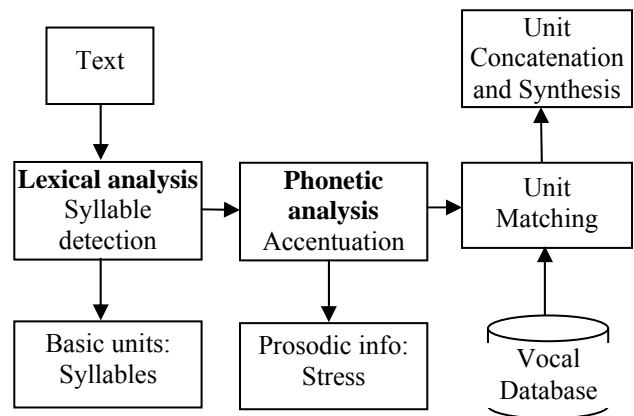 Text
Unit
Concatenation
and Synthesis
Lexical analysis
Syllable
detection
Phonetic
analysis
Accentuation
Unit
Matching
Basic units:
Syllables
Prosodic info:
Stress
Vocal
Database